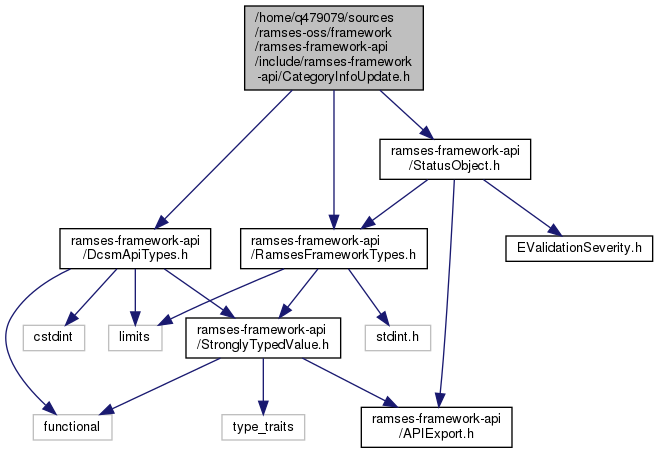 /home/q479079/sources
/ramses-oss/framework
/ramses-framework-api
/include/ramses-framework
-api/CategoryInfoUpdate.h
ramses-framework-api
/StatusObject.h
ramses-framework-api
/DcsmApiTypes.h
ramses-framework-api
/RamsesFrameworkTypes.h
EValidationSeverity.h
cstdint
limits
ramses-framework-api
/StronglyTypedValue.h
stdint.h
functional
type_traits
ramses-framework-api
/APIExport.h